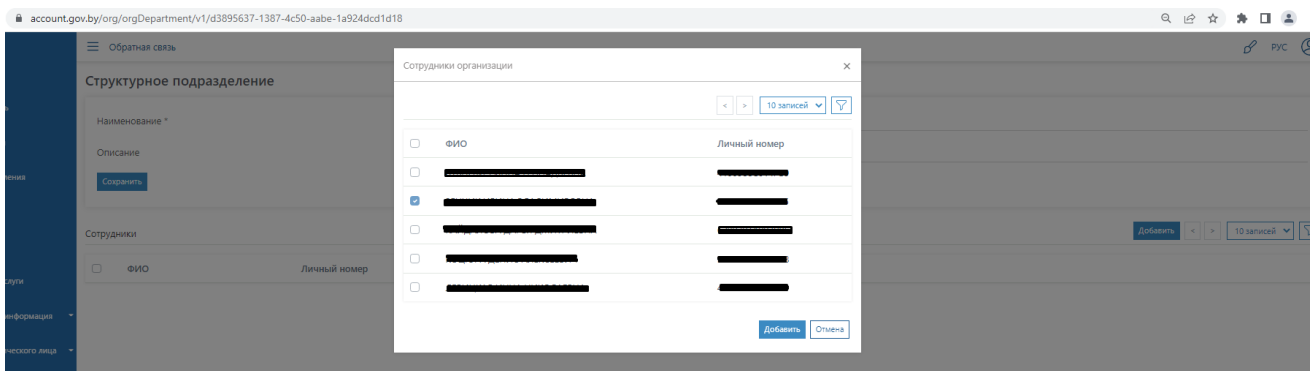 account.gov.by/org/orgDepartment/v1/d3895637-1387-4c50-aabe-1a924dcd1d18
Обратная связь
РУС
Структурное подразделение
Наименование *
Описание
Сохранить
Сотрудники
Добавить < > 10 записей
ФИО Личный номер
Сотрудники организации ×
< > 10 записей
ФИО Личный номер
Добавить Отмена
информация